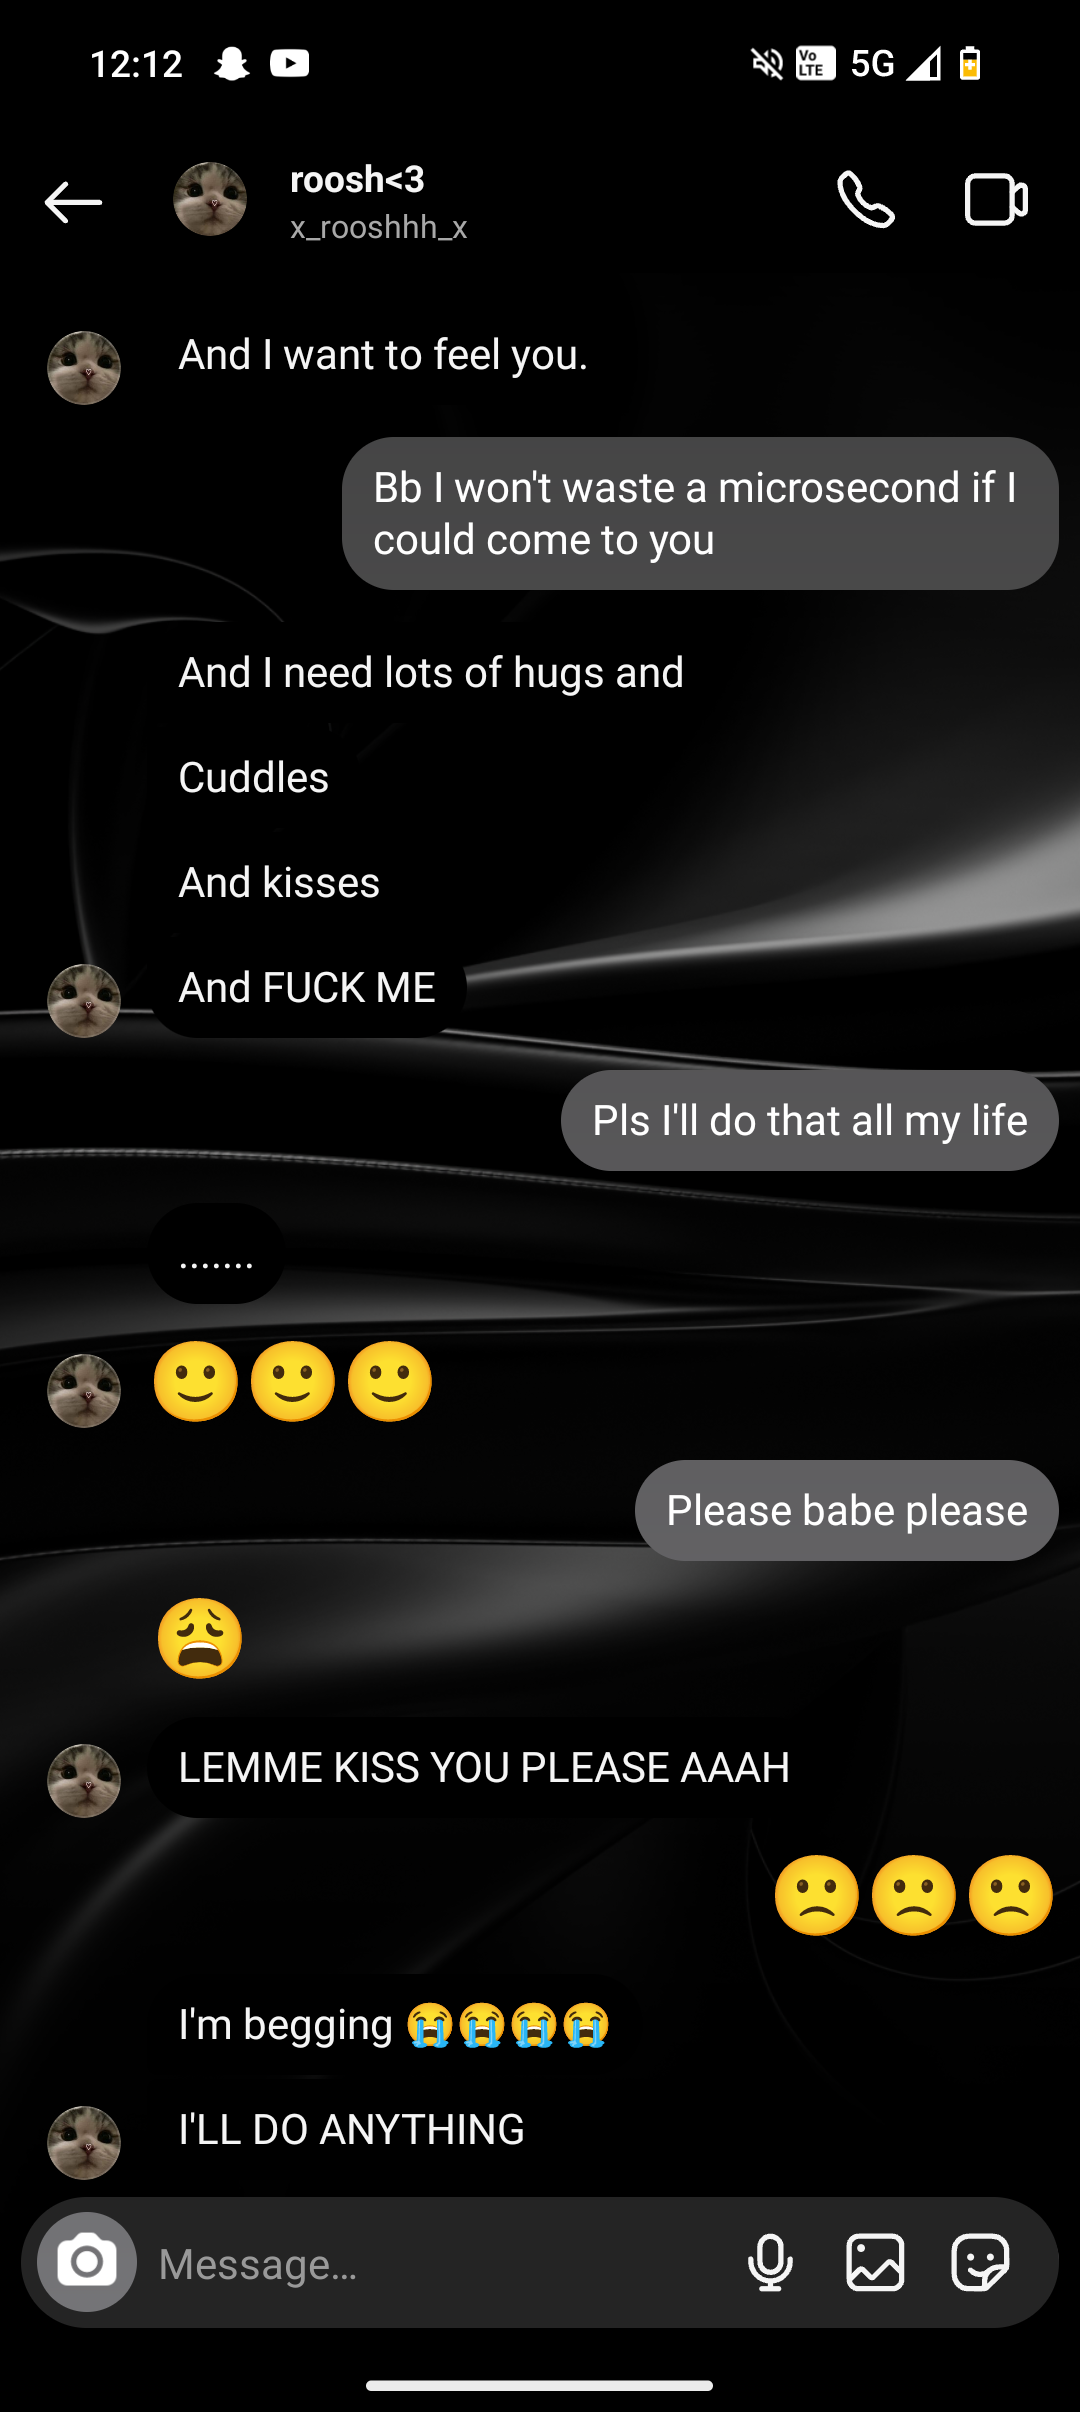 12:12
Vo LTE 5G
roosh<3
x_rooshhh_x
And I want to feel you.
Bb I won't waste a microsecond if I
could come to you
And I need lots of hugs and
Cuddles
And kisses
And FUCK ME
Pls I'll do that all my life
.......
🙂🙂🙂
Please babe please
😩
LEMME KISS YOU PLEASE AAAH
🙁🙁🙁
I'm begging 😭😭😭😭
I'LL DO ANYTHING
Message...